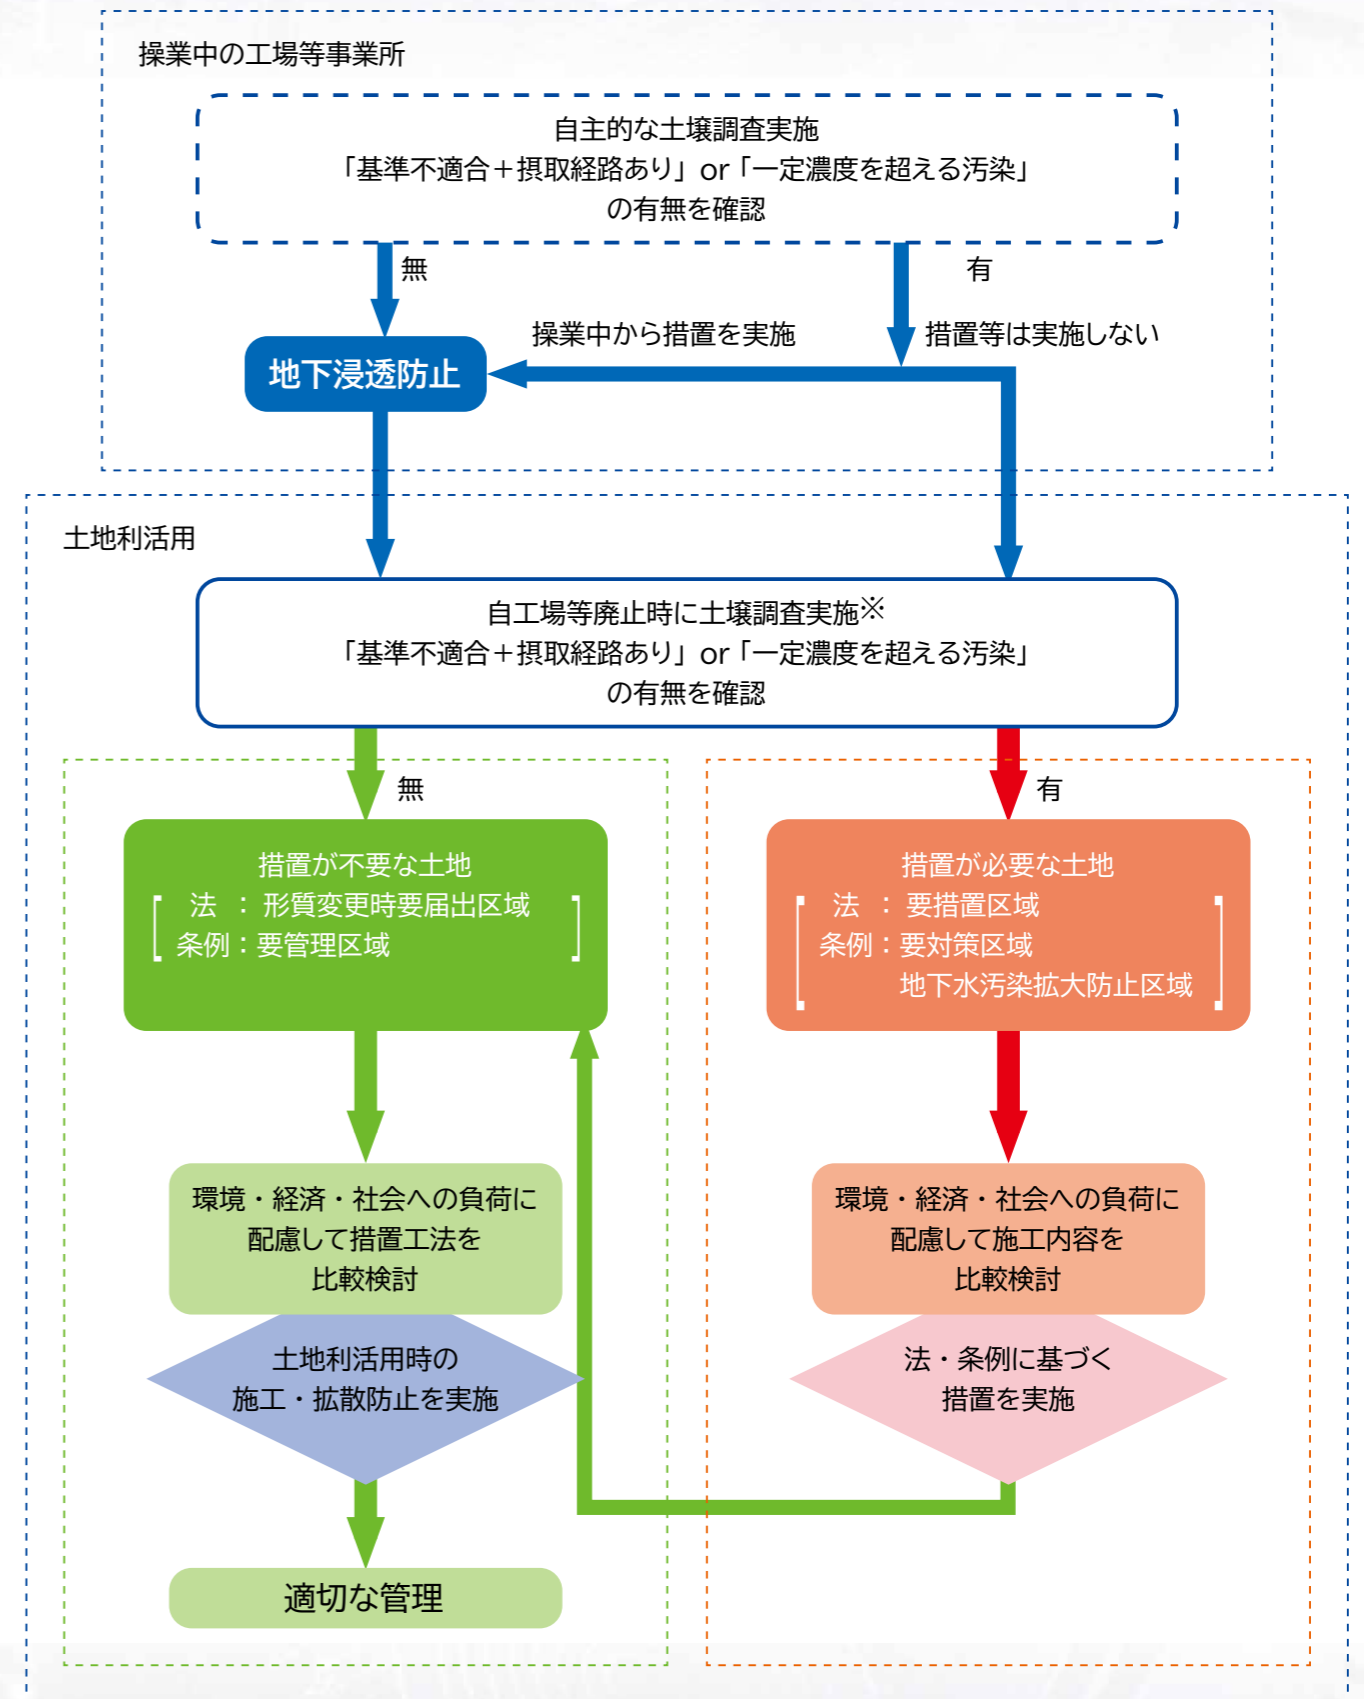 操業中の工場等事業所
自主的な土壌調査実施
「基準不適合＋摂取経路あり」or「一定濃度を超える汚染」
の有無を確認
無
有
操業中から措置を実施
措置等は実施しない
地下浸透防止
土地利活用
自工場等廃止時に土壌調査実施※
「基準不適合＋摂取経路あり」or「一定濃度を超える汚染」
の有無を確認
無
措置が不要な土地
[ 法 ： 形質変更時要届出区域 ]
条例：要管理区域
環境・経済・社会への負荷に
配慮して措置工法を
比較検討
土地利活用時の
施工・拡散防止を実施
適切な管理
有
措置が必要な土地
[ 法 ： 要措置区域 ]
条例：要対策区域
地下水汚染拡大防止区域
環境・経済・社会への負荷に
配慮して施工内容を
比較検討
法・条例に基づく
措置を実施